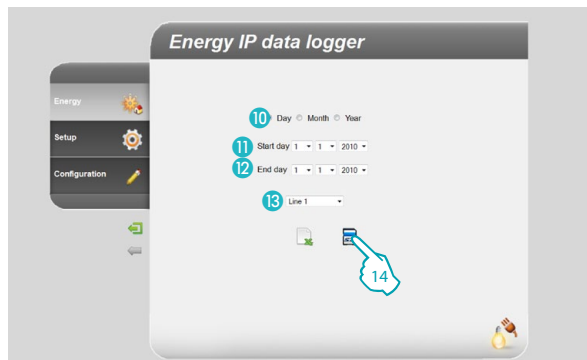 Energy IP data logger
Energy
Setup
Configuration
10 Day Month Year
11 Start day 1 1 2010
12 End day 1 1 2010
13 Line 1
14